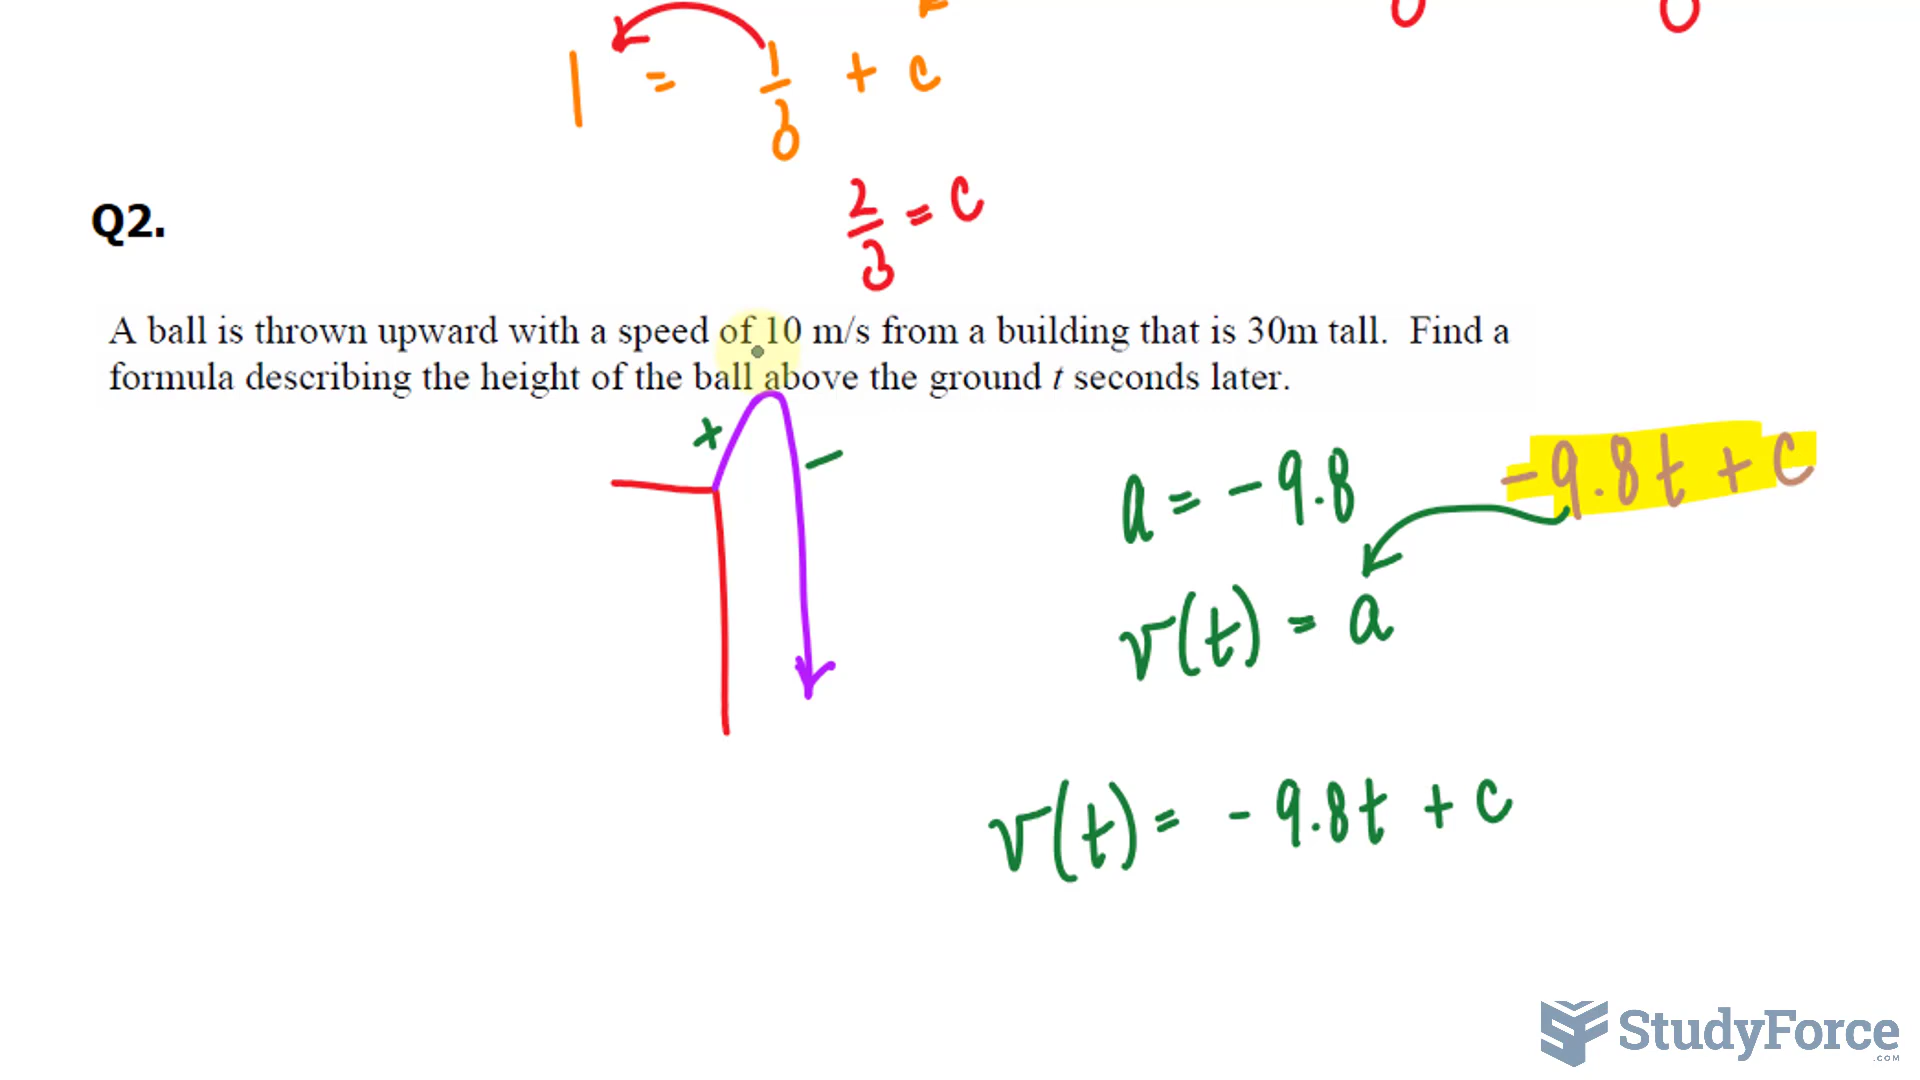 1 = 1/3 + c
2/3 = c
Q2.
A ball is thrown upward with a speed of 10 m/s from a building that is 30m tall. Find a
formula describing the height of the ball above the ground t seconds later.
+
−
a = -9.8
-9.8t + c
v(t) = a
v(t) = -9.8t + c
StudyForce
.COM